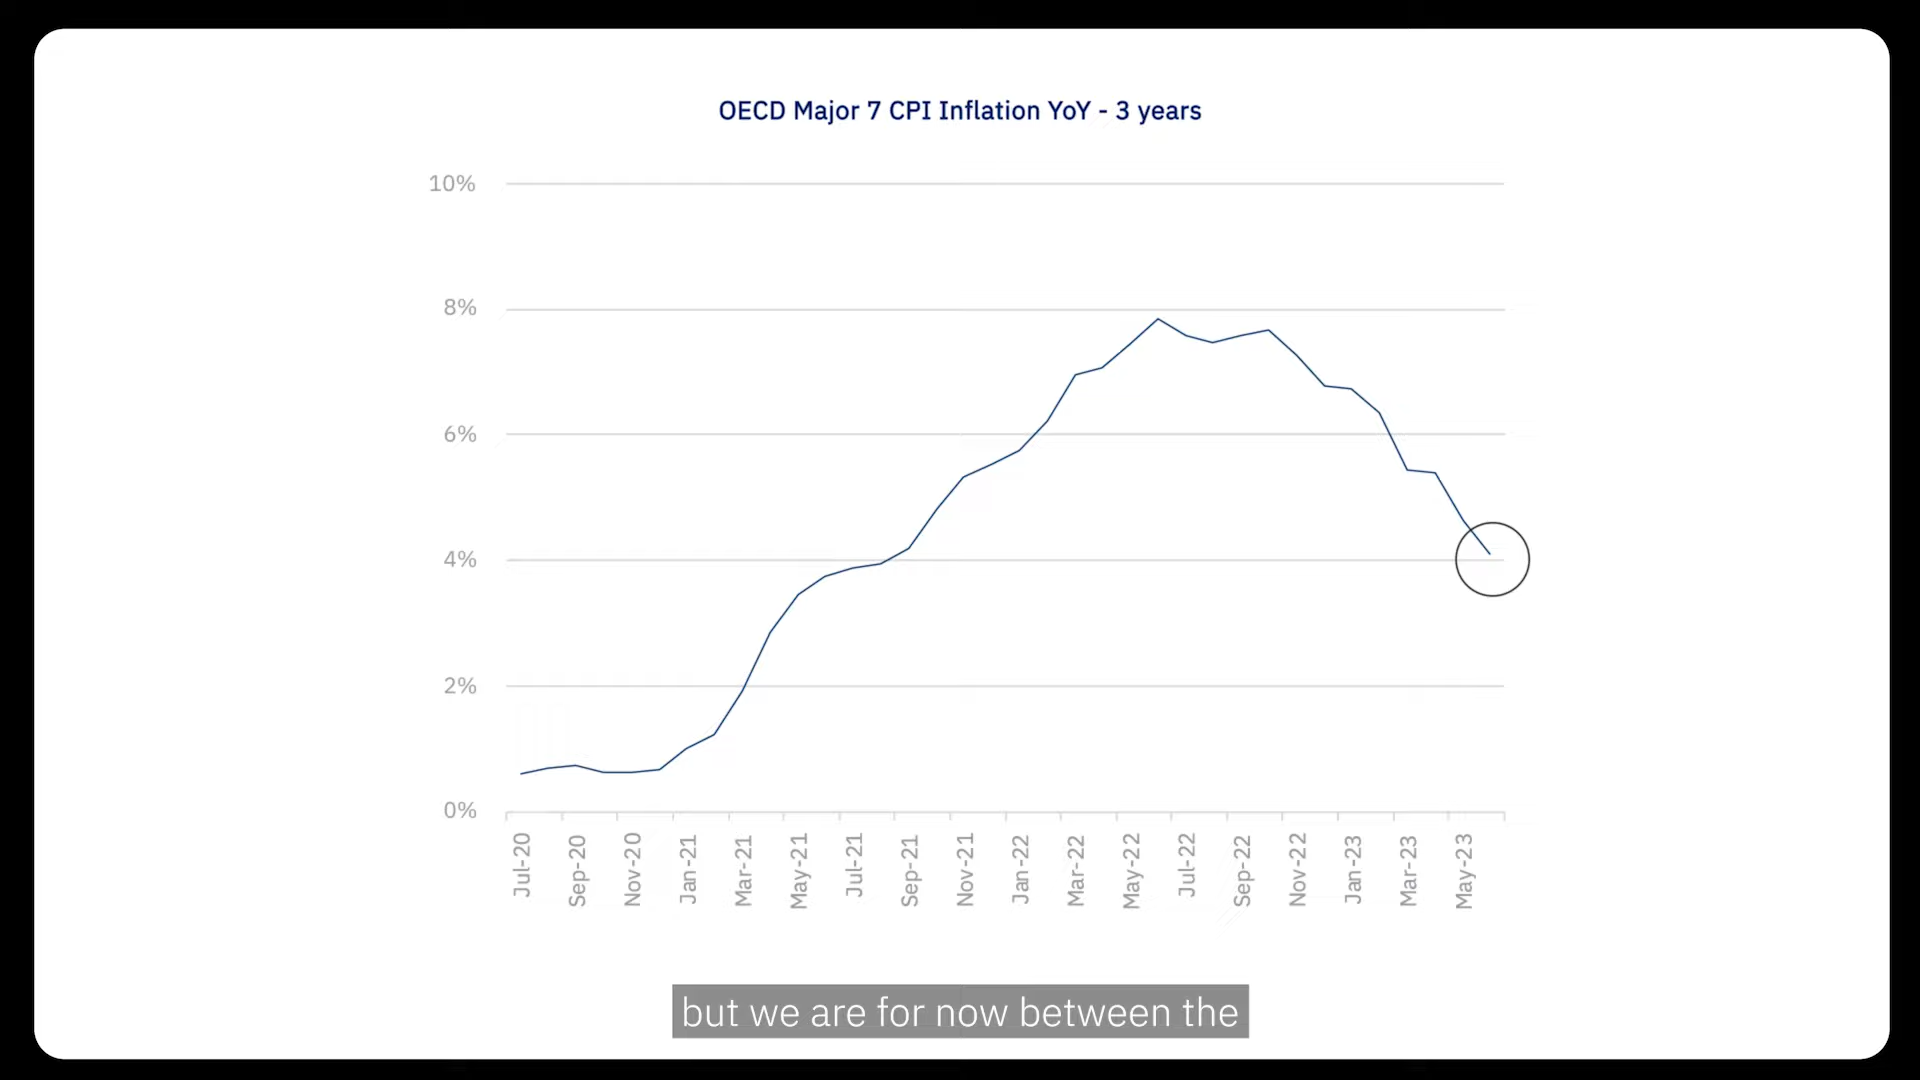 OECD Major 7 CPI Inflation YoY - 3 years
10%
8%
6%
4%
2%
0%
Jul-20
Sep-20
Nov-20
Jan-21
Mar-21
May-21
Jul-21
Sep-21
Nov-21
Jan-22
Mar-22
May-22
Jul-22
Sep-22
Nov-22
Jan-23
Mar-23
May-23
but we are for now between the